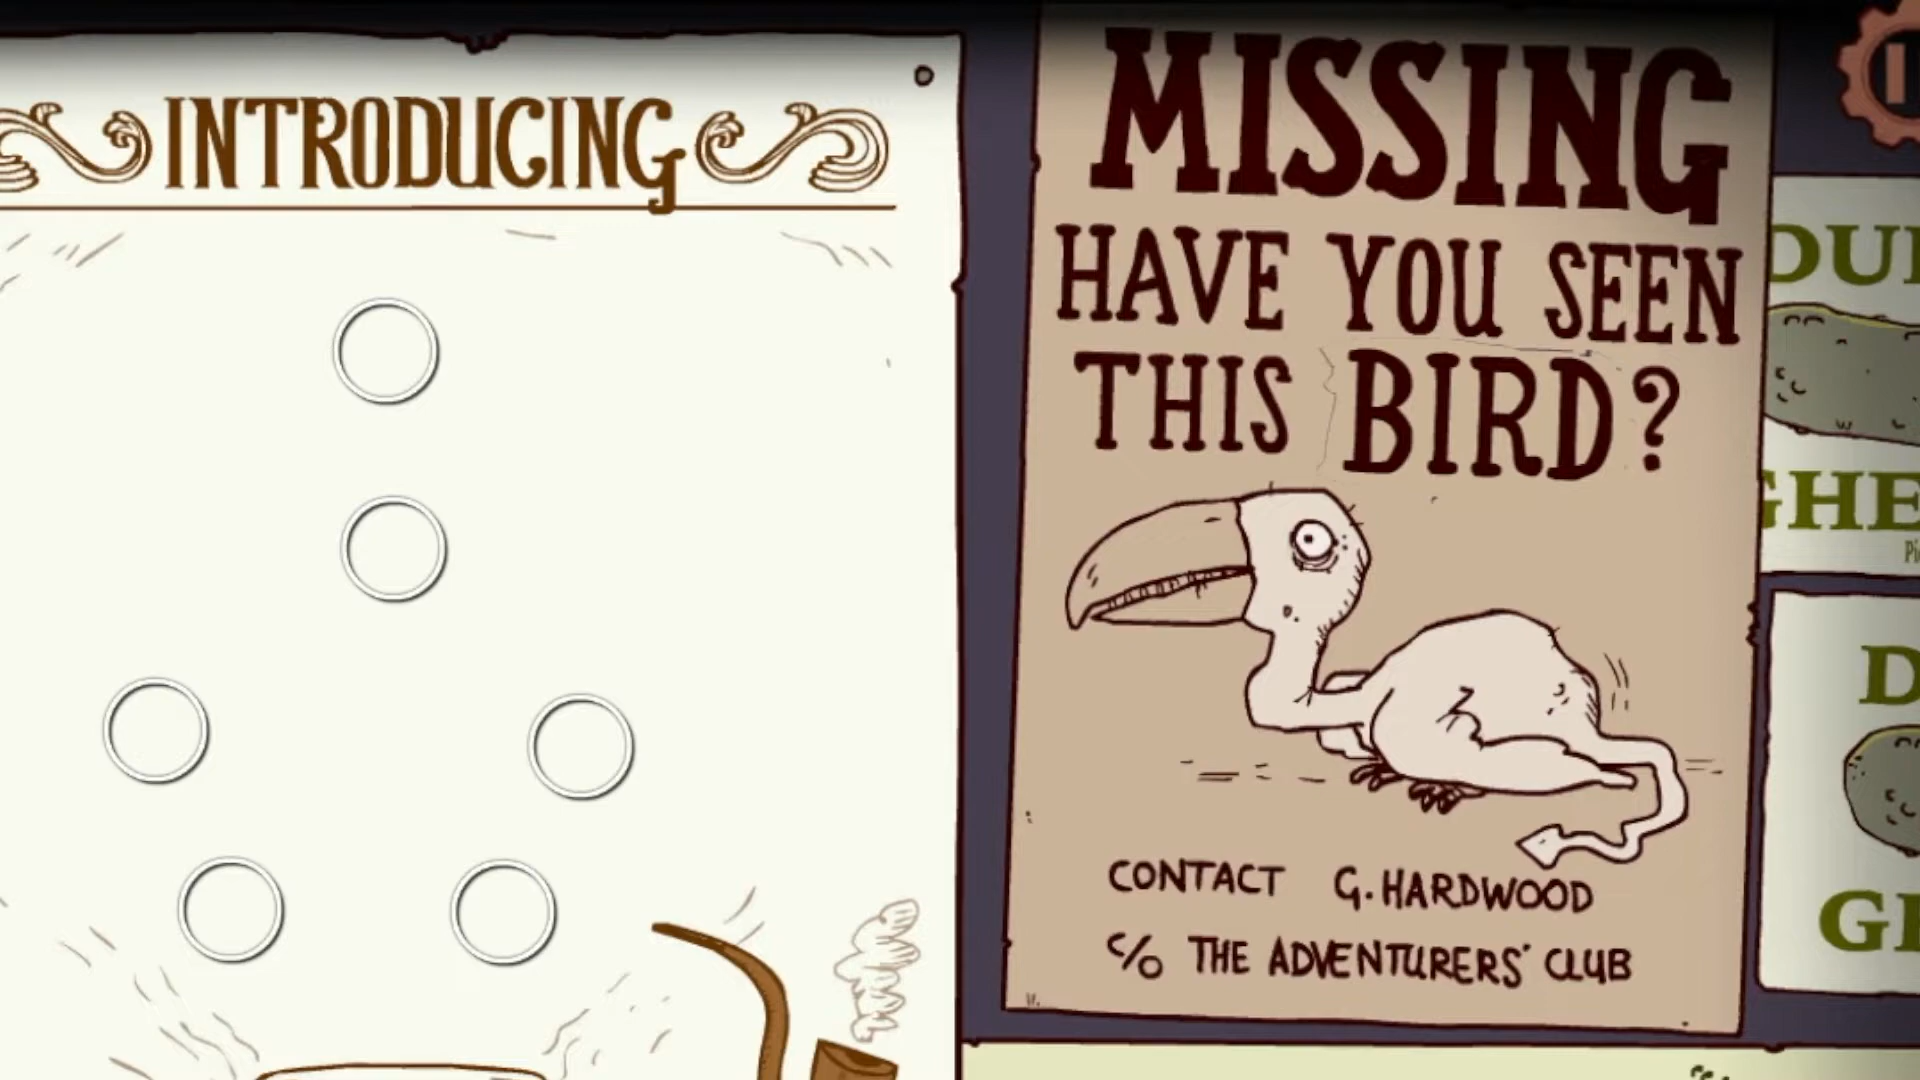 INTRODUCING
MISSING
HAVE YOU SEEN
THIS BIRD?
CONTACT G. HARDWOOD
C/O THE ADVENTURERS' CLUB